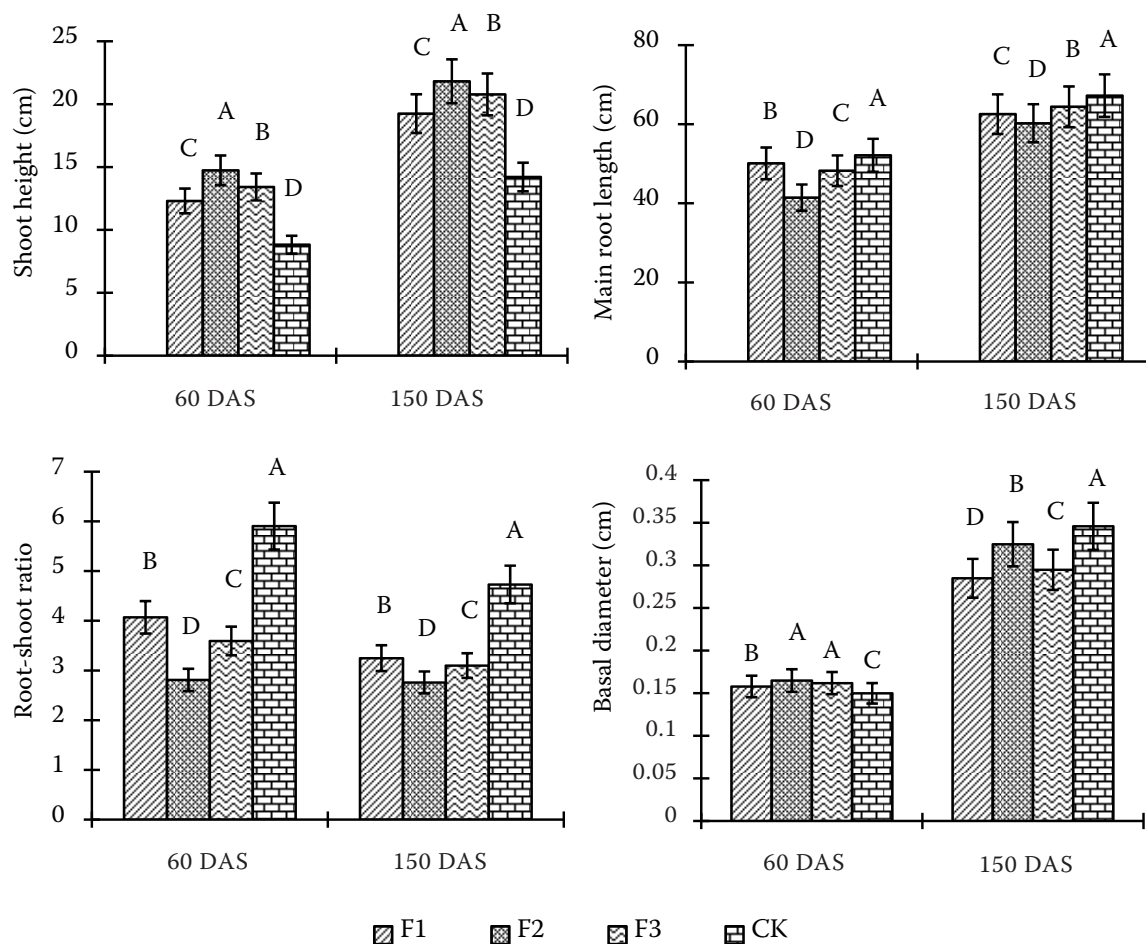 Shoot height (cm)
25
20
15
10
5
0
C
A
B
D
C
A
B
D
60 DAS
150 DAS
Main root length (cm)
80
60
40
20
0
B
D
C
A
C
D
B
A
60 DAS
150 DAS
Root-shoot ratio
7
6
5
4
3
2
1
0
B
D
C
A
B
D
C
A
60 DAS
150 DAS
Basal diameter (cm)
0.4
0.35
0.3
0.25
0.2
0.15
0.1
0.05
0
B
A
A
C
D
B
C
A
60 DAS
150 DAS
F1
F2
F3
CK